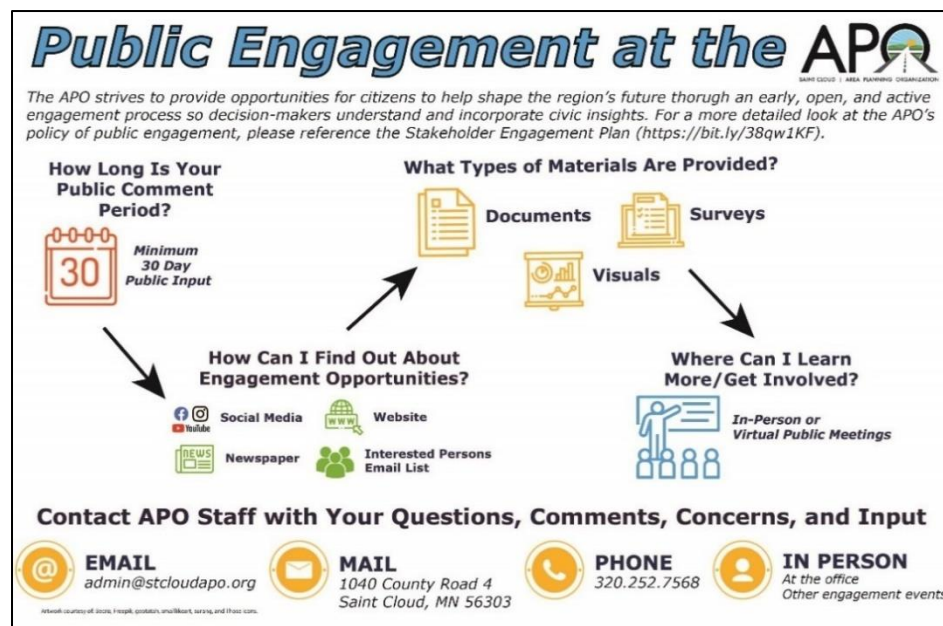 Public Engagement at the APO
SAINT CLOUD | AREA PLANNING ORGANIZATION
The APO strives to provide opportunities for citizens to help shape the region's future thorugh an early, open, and active
engagement process so decision-makers understand and incorporate civic insights. For a more detailed look at the APO's
policy of public engagement, please reference the Stakeholder Engagement Plan (https://bit.ly/38qw1KF).
How Long Is Your
Public Comment
Period?
30
Minimum
30 Day
Public Input
How Can I Find Out About
Engagement Opportunities?
YouTube
Social Media
WWW
Website
NEWS
Newspaper
Interested Persons
Email List
What Types of Materials Are Provided?
Documents
Surveys
Visuals
Where Can I Learn
More/Get Involved?
In-Person or
Virtual Public Meetings
Contact APO Staff with Your Questions, Comments, Concerns, and Input
@
EMAIL
admin@stcloudapo.org
MAIL
1040 County Road 4
Saint Cloud, MN 56303
PHONE
320.252.7568
IN PERSON
At the office
Other engagement events
Artwork courtesy of